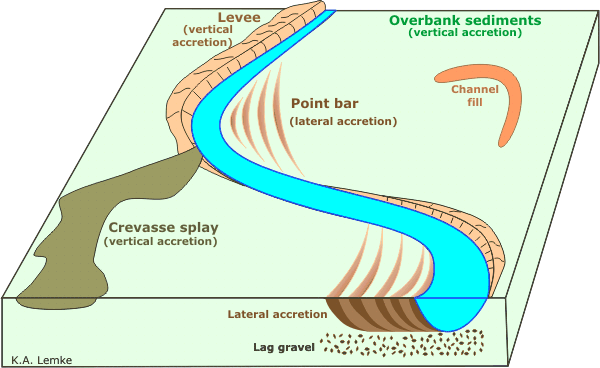 Levee
(vertical
accretion)
Overbank sediments
(vertical accretion)
Channel
fill
Point bar
(lateral accretion)
Crevasse splay
(vertical accretion)
Lateral accretion
Lag gravel
K.A. Lemke